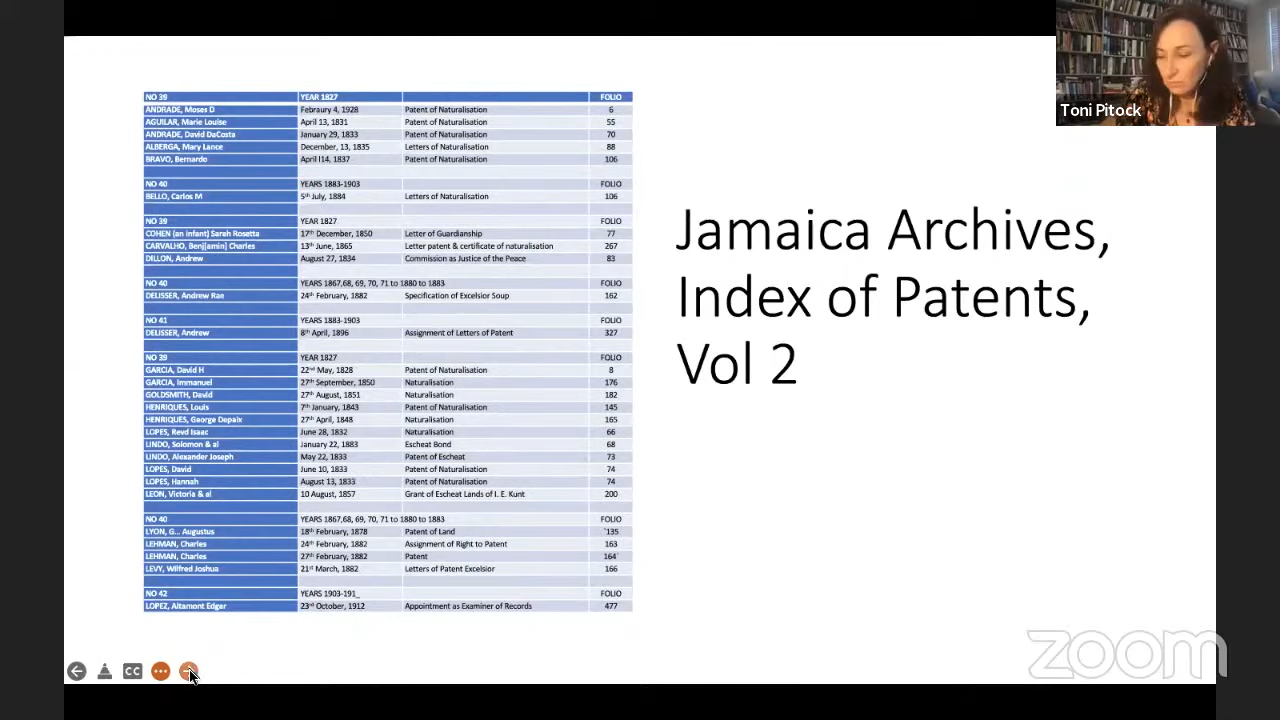 Toni Pitock
NO 39 YEAR 1827 FOLIO
ANDRADE, Moses D Febraury 4, 1928 Patent of Naturalisation 6
AGUILAR, Marie Louise April 13, 1831 Patent of Naturalisation 55
ANDRADE, David DaCosta January 29, 1833 Patent of Naturalisation 70
ALBERGA, Mary Lance December, 13, 1835 Letters of Naturalisation 88
BRAVO, Bernardo April I14, 1837 Patent of Naturalisation 106
NO 40 YEARS 1883-1903 FOLIO
BELLO, Carlos M 5th July, 1884 Letters of Naturalisation 106
NO 39 YEAR 1827 FOLIO
COHEN (an infant) Sarah Rosetta 17th December, 1850 Letter of Guardianship 77
CARVALHO, Benj[amin] Charles 13th June, 1865 Letter patent & certificate of naturalisation 267
DILLON, Andrew August 27, 1834 Commission as Justice of the Peace 83
NO 40 YEARS 1867,68, 69, 70, 71 to 1880 to 1883 FOLIO
DELISSER, Andrew Rae 24th February, 1882 Specification of Excelsior Soup 162
NO 41 YEARS 1883-1903 FOLIO
DELISSER, Andrew 8th April, 1896 Assignment of Letters of Patent 327
NO 39 YEAR 1827 FOLIO
GARCIA, David H 22nd May, 1828 Patent of Naturalisation 8
GARCIA, Immanuel 27th September, 1850 Naturalisation 176
GOLDSMITH, David 27th August, 1851 Naturalisation 182
HENRIQUES, Louis 7th January, 1843 Patent of Naturalisation 145
HENRIQUES, George Depaix 27th April, 1848 Naturalisation 165
LOPES, Revd Isaac June 28, 1832 Naturalisation 66
LINDO, Solomon & al January 22, 1883 Escheat Bond 68
LINDO, Alexander Joseph May 22, 1833 Patent of Escheat 73
LOPES, David June 10, 1833 Patent of Naturalisation 74
LOPES, Hannah August 13, 1833 Patent of Naturalisation 74
LEON, Victoria & al 10 August, 1857 Grant of Escheat Lands of I. E. Kunt 200
NO 40 YEARS 1867,68, 69, 70, 71 to 1880 to 1883 FOLIO
LYON, G... Augustus 18th February, 1878 Patent of Land `135
LEHMAN, Charles 24th February, 1882 Assignment of Right to Patent 163
LEHMAN, Charles 27th February, 1882 Patent 164`
LEVY, Wilfred Joshua 21st March, 1882 Letters of Patent Excelsior 166
NO 42 YEARS 1903-191_ FOLIO
LOPEZ, Altamont Edgar 23rd October, 1912 Appointment as Examiner of Records 477
Jamaica Archives,
Index of Patents,
Vol 2
CC
zoom